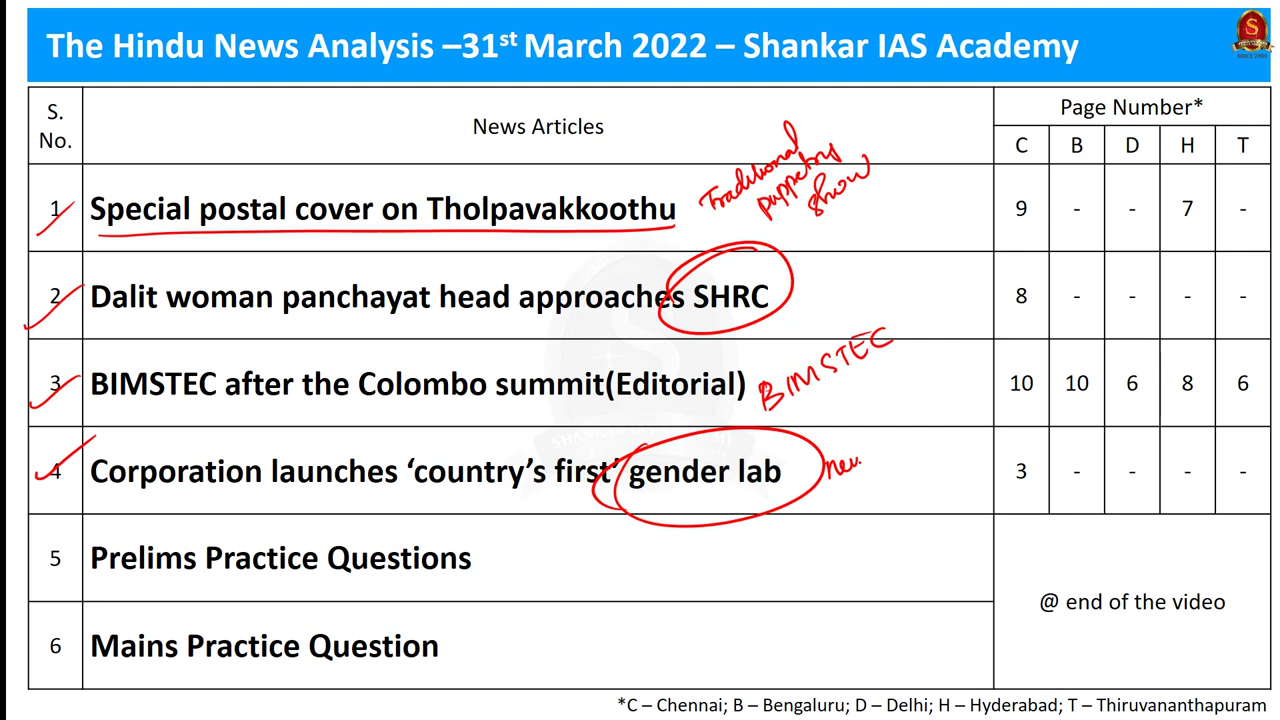 The Hindu News Analysis –31st March 2022 – Shankar IAS Academy
S
SINCE 2004
S. No.
News Articles
Page Number*
C B D H T
1 Special postal cover on Tholpavakkoothu 9 - - 7 -
Traditional
puppetry
show
2 Dalit woman panchayat head approaches SHRC 8 - - - -
3 BIMSTEC after the Colombo summit(Editorial) 10 10 6 8 6
BIMSTEC
4 Corporation launches ‘country’s first’ gender lab 3 - - - -
new
5 Prelims Practice Questions
6 Mains Practice Question
@ end of the video
*C – Chennai; B – Bengaluru; D – Delhi; H – Hyderabad; T – Thiruvananthapuram